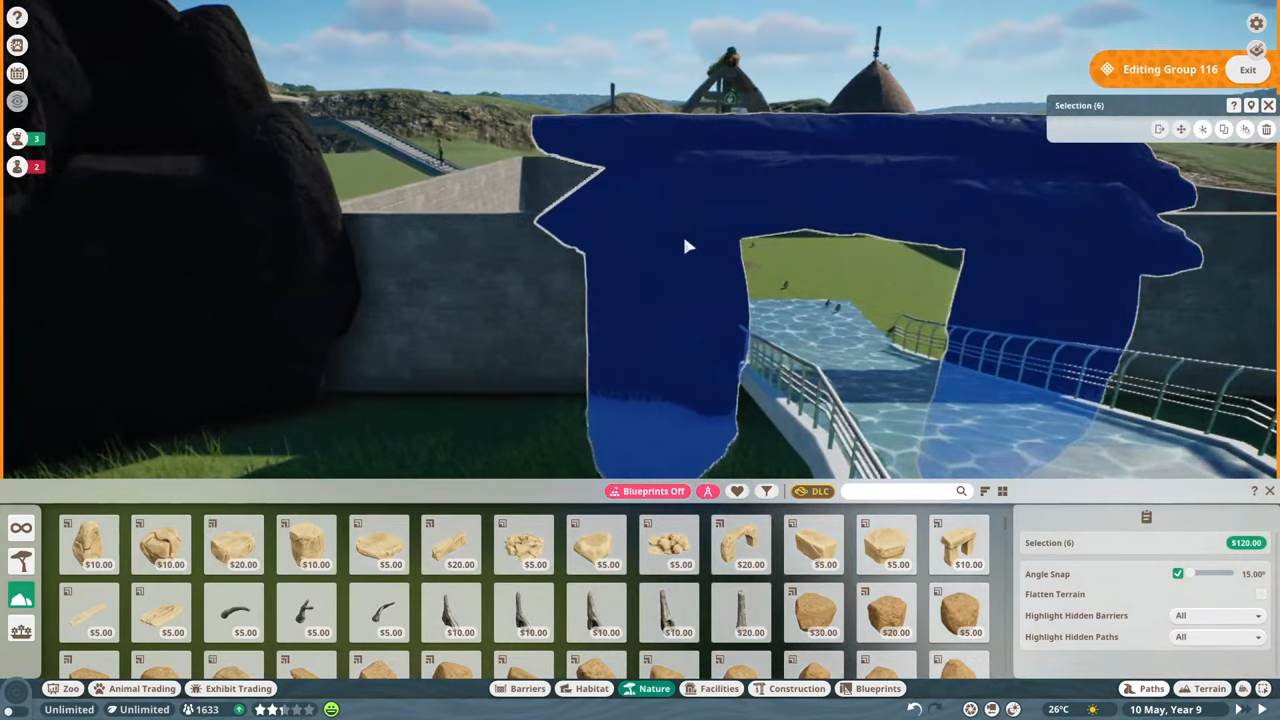 ?
Editing Group 116 Exit
Selection (6) ?
3
2
Blueprints Off DLC ?
$10.00 $10.00 $20.00 $10.00 $5.00 $20.00 $5.00 $5.00 $5.00 $20.00 $5.00 $5.00 $10.00
Selection (6) $120.00
Angle Snap 15.00°
Flatten Terrain
Highlight Hidden Barriers All
Highlight Hidden Paths All
$5.00 $5.00 $5.00 $5.00 $5.00 $10.00 $10.00 $10.00 $10.00 $20.00 $30.00 $20.00 $5.00
Zoo Animal Trading Exhibit Trading Barriers Habitat Nature Facilities Construction Blueprints Paths Terrain
Unlimited Unlimited 1633 26°C 10 May, Year 9